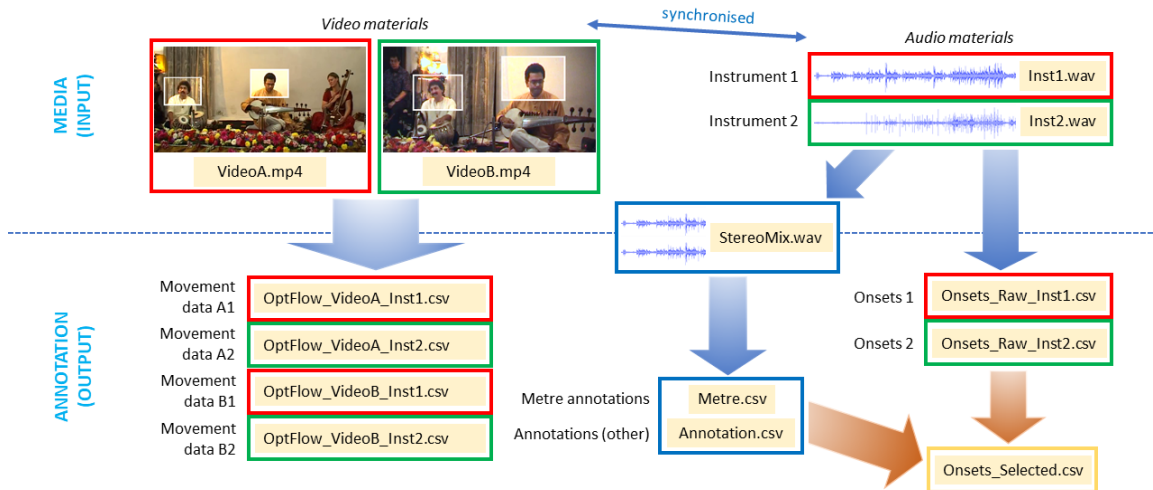 Video materials
synchronised
Audio materials
MEDIA
(INPUT)
VideoA.mp4
VideoB.mp4
Instrument 1
Inst1.wav
Instrument 2
Inst2.wav
StereoMix.wav
ANNOTATION
(OUTPUT)
Movement
data A1
OptFlow_VideoA_Inst1.csv
Movement
data A2
OptFlow_VideoA_Inst2.csv
Movement
data B1
OptFlow_VideoB_Inst1.csv
Movement
data B2
OptFlow_VideoB_Inst2.csv
Metre annotations
Metre.csv
Annotations (other)
Annotation.csv
Onsets 1
Onsets_Raw_Inst1.csv
Onsets 2
Onsets_Raw_Inst2.csv
Onsets_Selected.csv